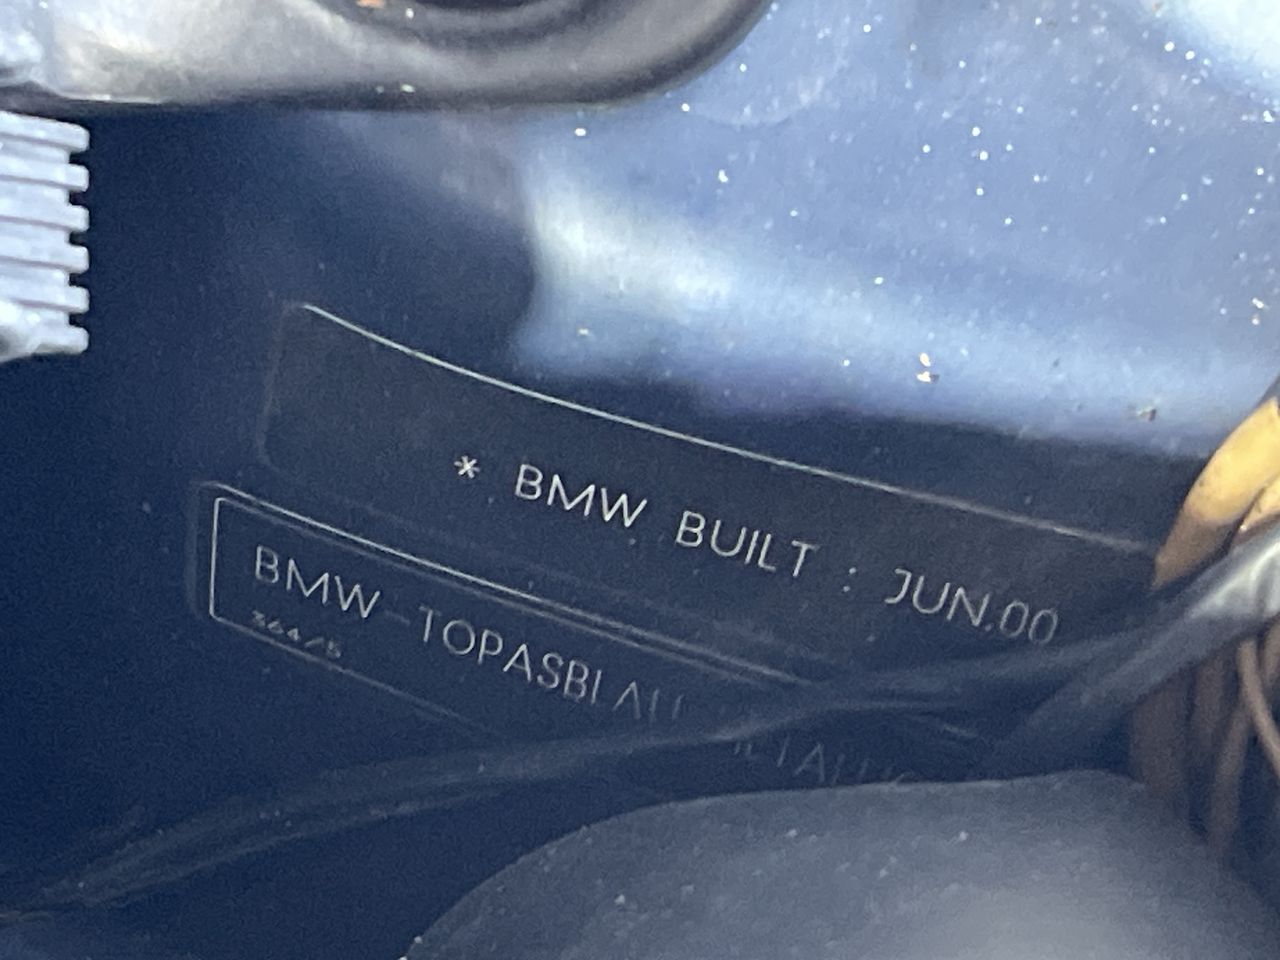 * BMW BUILT : JUN.00
BMW TOPASBLAU
364/5